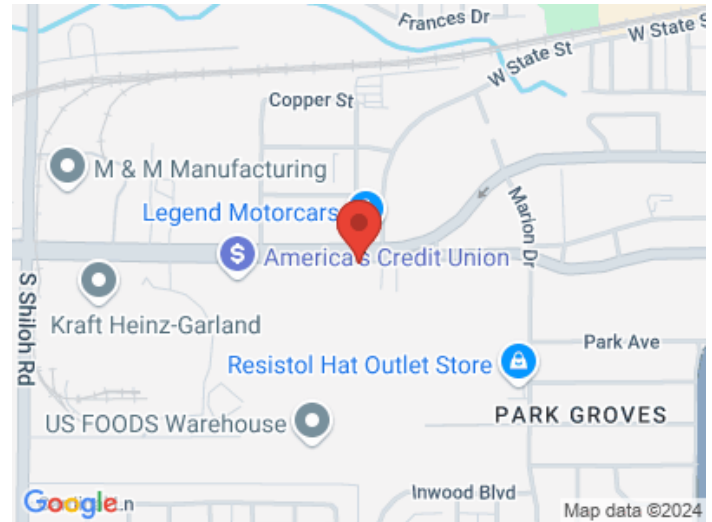 Frances Dr
W State St
W State S
Copper St
M & M Manufacturing
Legend Motorcars
Marion Dr
America's Credit Union
S Shiloh Rd
Kraft Heinz-Garland
Park Ave
Resistol Hat Outlet Store
US FOODS Warehouse
PARK GROVES
Inwood Blvd
Google
Map data ©2024